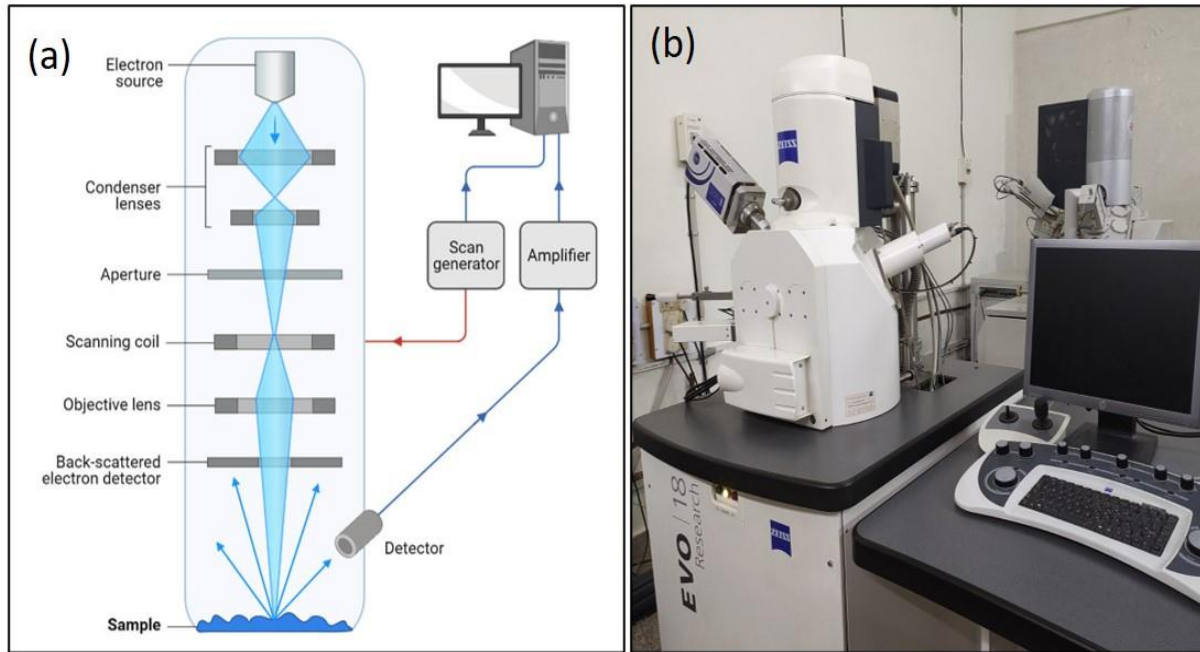 (a)
Electron
source
Condenser
lenses
Aperture
Scanning coil
Objective lens
Back-scattered
electron detector
Sample
Scan
generator
Amplifier
Detector
(b)
ZEISS
EVO | 18
Research
ZEISS